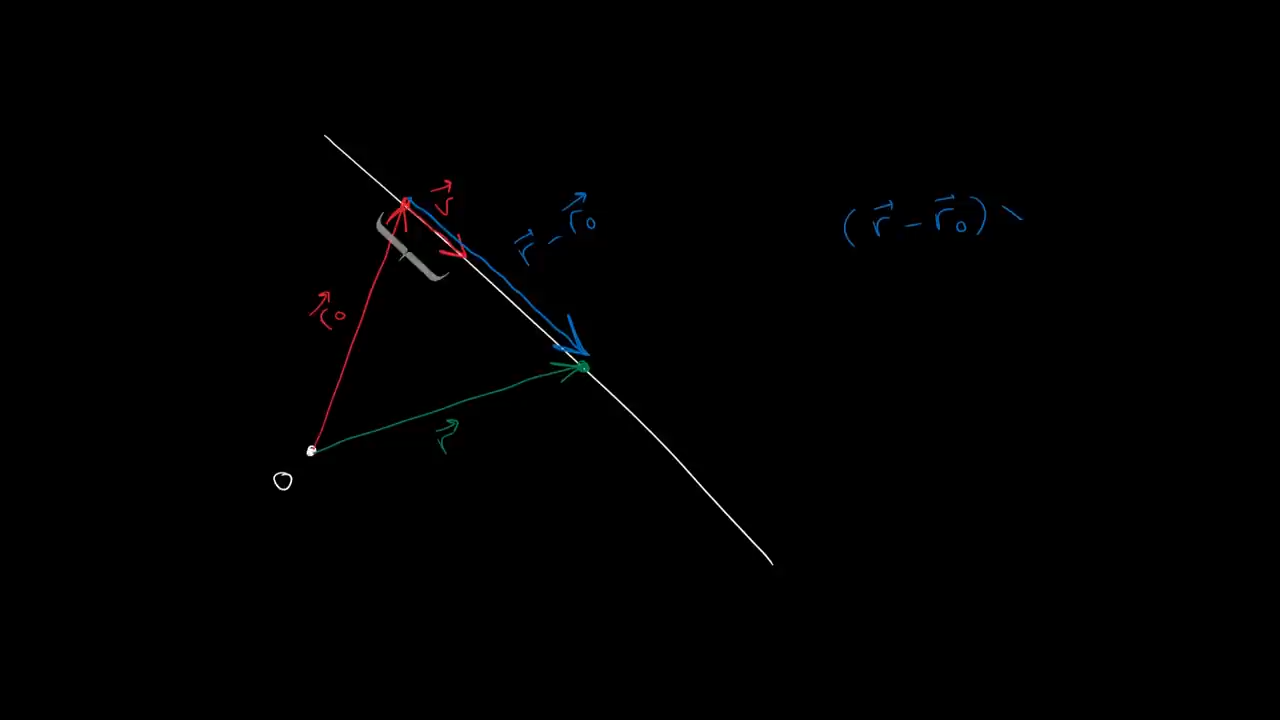 v⃗
r⃗ - r⃗₀
(r⃗ - r⃗₀)
r⃗₀
r⃗
O